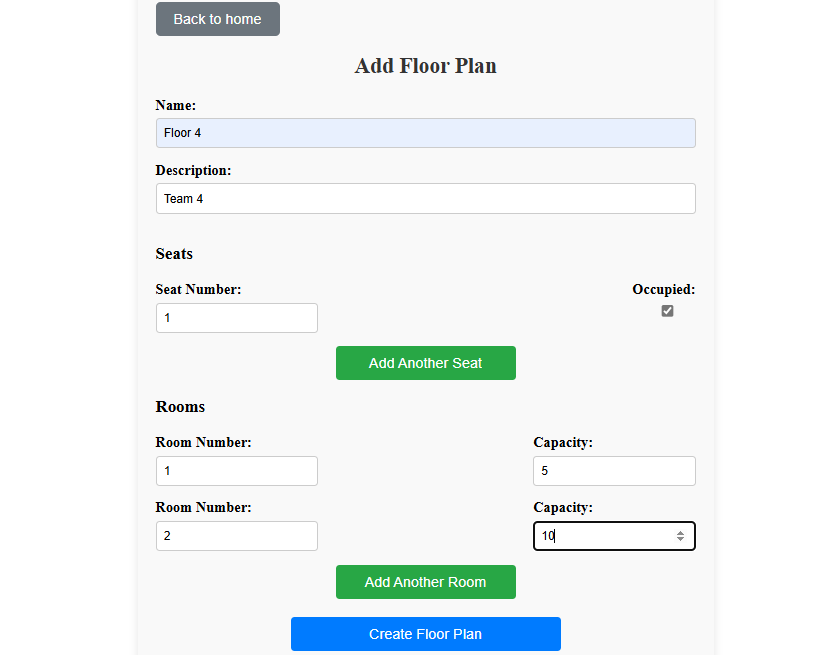 Back to home
Add Floor Plan
Name:
Floor 4
Description:
Team 4
Seats
Seat Number: Occupied:
1
Add Another Seat
Rooms
Room Number: Capacity:
1 5
Room Number: Capacity:
2 10
Add Another Room
Create Floor Plan